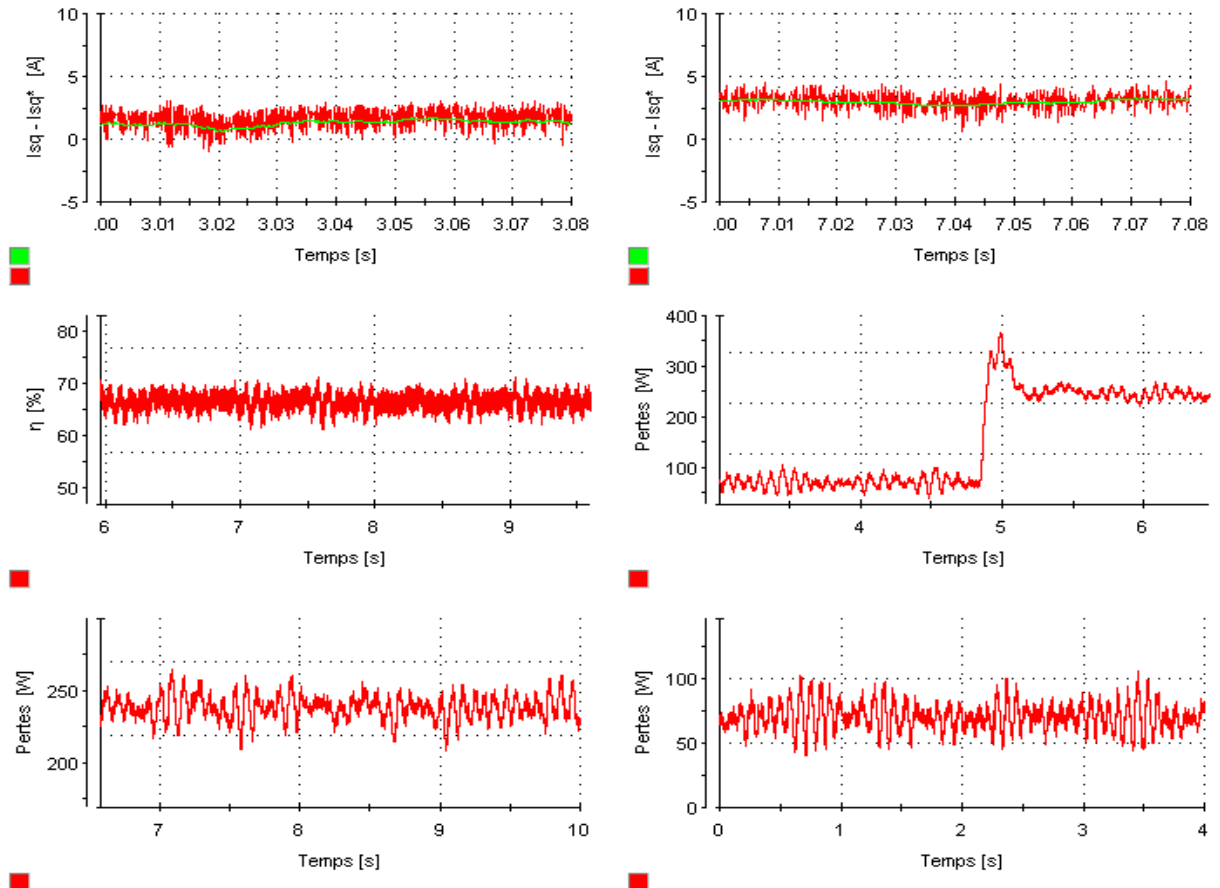 10
5
0
-5
Isq - Isq* [A]
.00 3.01 3.02 3.03 3.04 3.05 3.06 3.07 3.08
Temps [s]
10
5
0
-5
Isq - Isq* [A]
.00 7.01 7.02 7.03 7.04 7.05 7.06 7.07 7.08
Temps [s]
80
70
60
50
η [%]
6 7 8 9
Temps [s]
400
300
200
100
Pertes [W]
4 5 6
Temps [s]
250
200
Pertes [W]
7 8 9 10
Temps [s]
100
50
0
Pertes [W]
0 1 2 3 4
Temps [s]